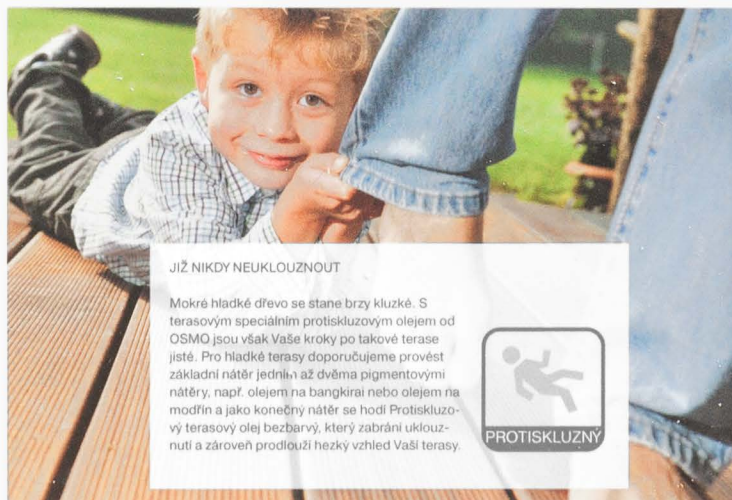 JIŽ NIKDY NEUKLOUZNOUT
Mokré hladké dřevo se stane brzy kluzké. S
terasovým speciálním protiskluzovým olejem od
OSMO jsou však Vaše kroky po takové terase
jisté. Pro hladké terasy doporučujeme provést
základní nátěr jedním až dvěma pigmentovými
nátěry, např. olejem na bangkirai nebo olejem na
modřín a jako konečný nátěr se hodí Protiskluzo-
vý terasový olej bezbarvý, který zabrání uklouz-
nutí a zároveň prodlouží hezký vzhled Vaší terasy.
PROTISKLUZNÝ